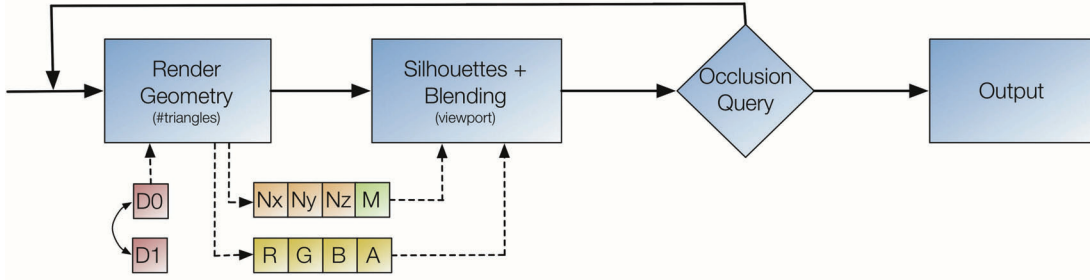 Render
Geometry
(#triangles)
Silhouettes +
Blending
(viewport)
Occlusion
Query
Output
D0
Nx Ny Nz M
D1
R G B A